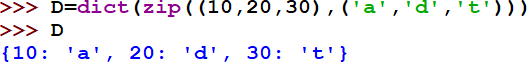 >>> D=dict(zip((10,20,30),('a','d','t')))
>>> D
{10: 'a', 20: 'd', 30: 't'}